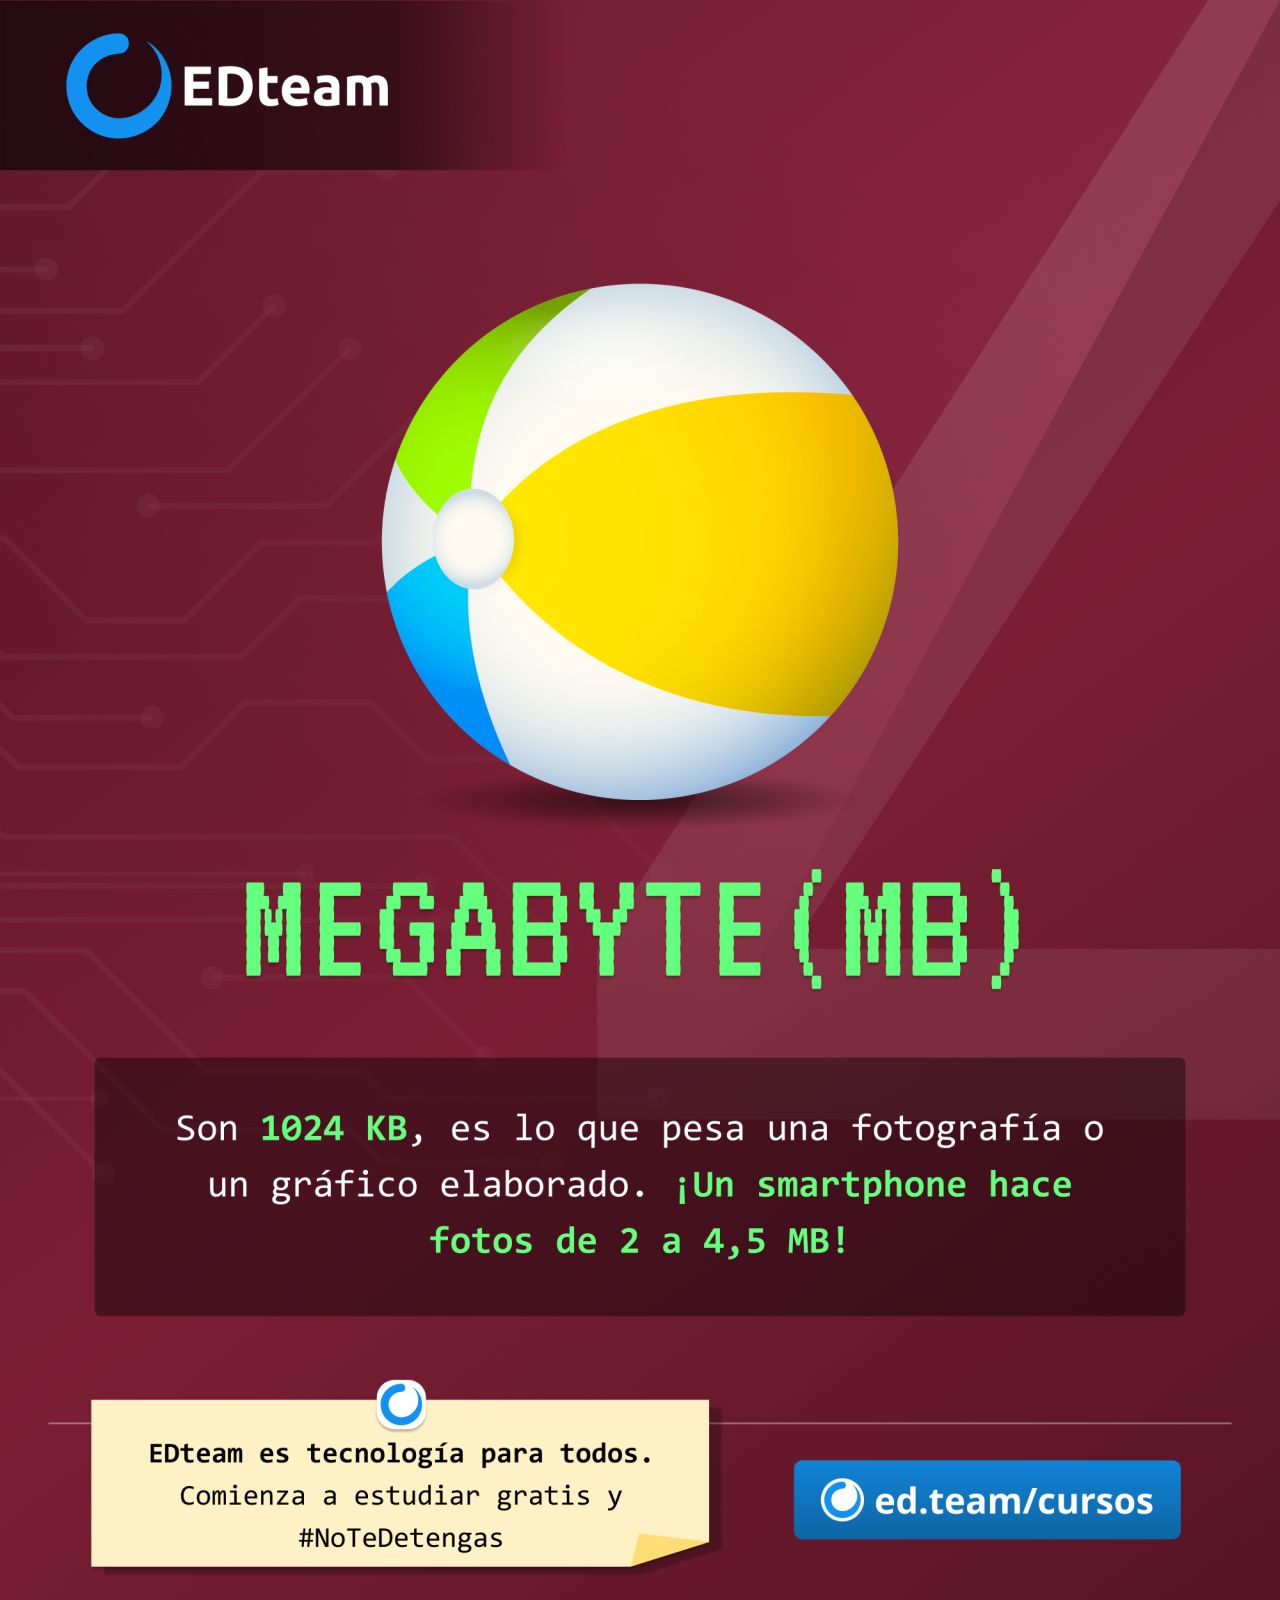 EDteam
MEGABYTE(MB)
Son 1024 KB, es lo que pesa una fotografía o
un gráfico elaborado. ¡Un smartphone hace
fotos de 2 a 4,5 MB!
EDteam es tecnología para todos.
Comienza a estudiar gratis y
#NoTeDetengas
ed.team/cursos